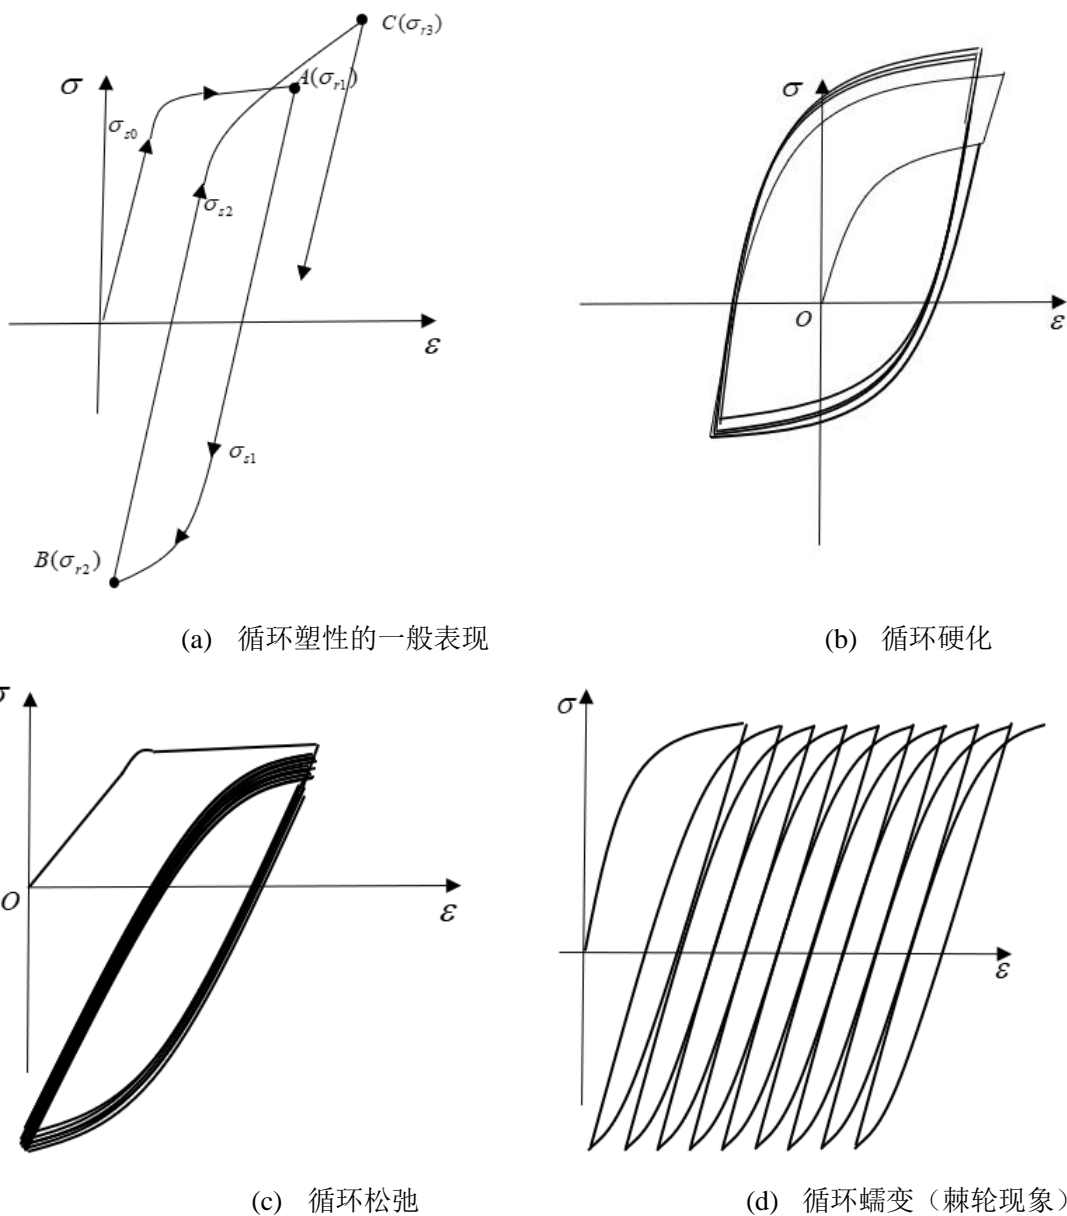 C(σr3)
σ
A(σr1)
σs0
σs2
ε
σs1
B(σr2)
(a) 循环塑性的一般表现
σ
O
ε
(b) 循环硬化
σ
O
ε
(c) 循环松弛
σ
ε
(d) 循环蠕变（棘轮现象）